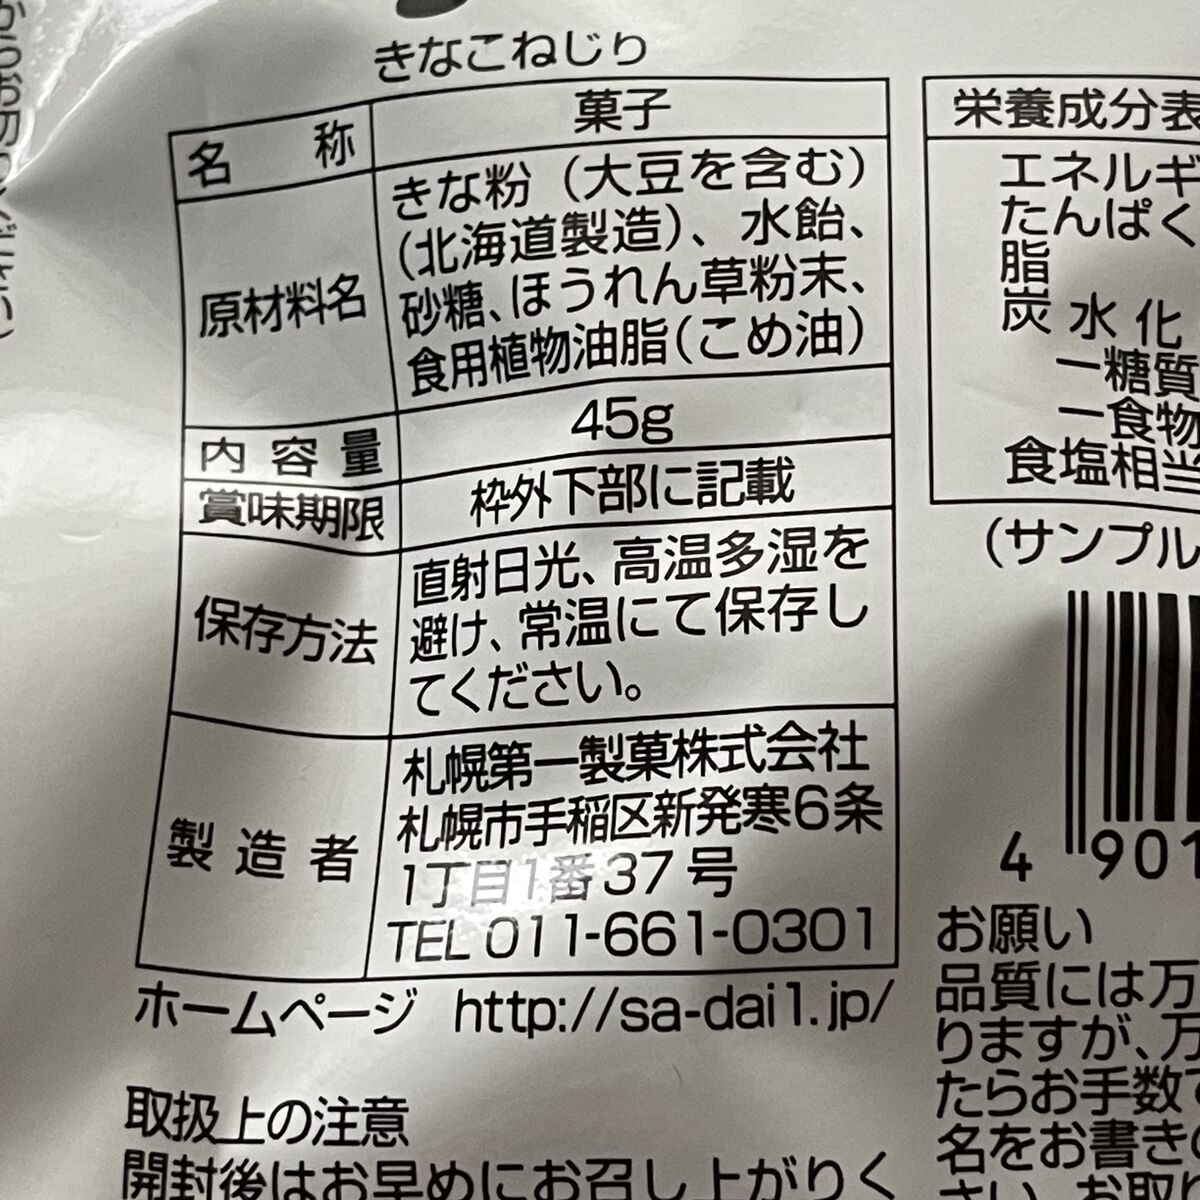 きなこねじり
名称 菓子
原材料名 きな粉（大豆を含む）
（北海道製造）、水飴、
砂糖、ほうれん草粉末、
食用植物油脂（こめ油）
内容量 45g
賞味期限 枠外下部に記載
保存方法 直射日光、高温多湿を
避け、常温にて保存し
てください。
製造者 札幌第一製菓株式会社
札幌市手稲区新発寒6条
1丁目1番37号
TEL 011-661-0301
ホームページ http://sa-dai1.jp/
取扱上の注意
開封後はお早めにお召し上がりく
栄養成分表
エネルギ
たんぱく
脂
炭水化
－糖質
－食物
食塩相当
（サンプル
4 901
お願い
品質には万
りますが、万
たらお手数で
名をお書きの
さい。お取り